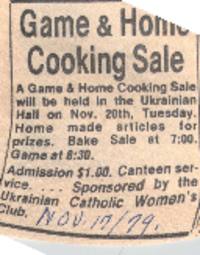 Game & Home
Cooking Sale
A Game & Home Cooking Sale
will be held in the Ukrainian
Hall on Nov. 20th, Tuesday.
Home made articles for
prizes. Bake Sale at 7:00.
Game at 8:30.
Admission $1.00. Canteen ser-
vice. . . . Sponsored by the
Ukrainian Catholic Women's
Club. NOV. 17/79.